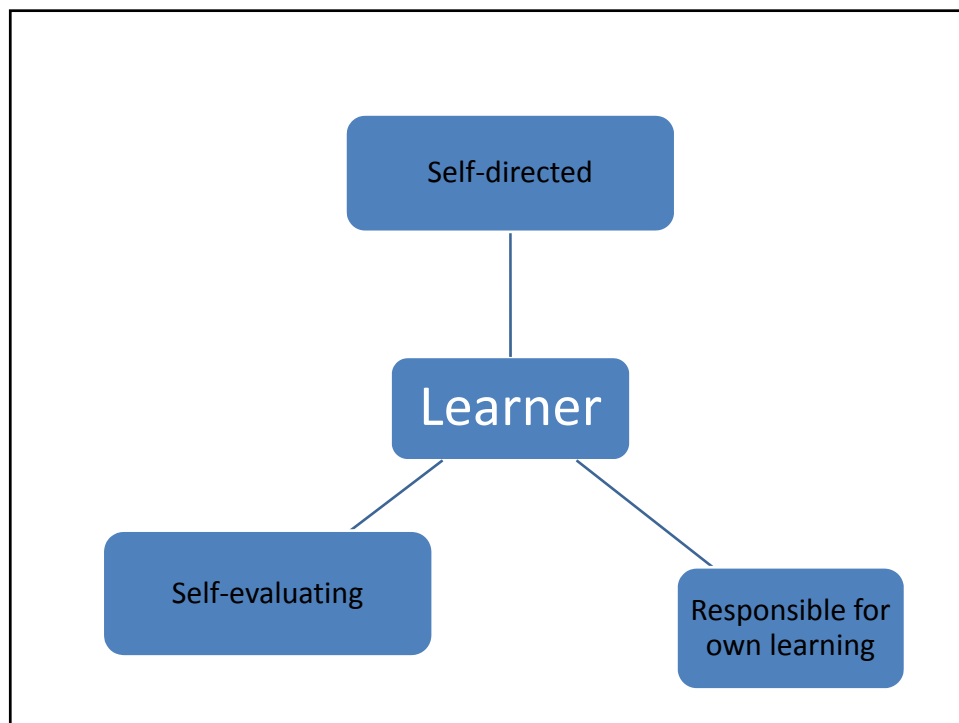 Self-directed
Learner
Self-evaluating
Responsible for
own learning